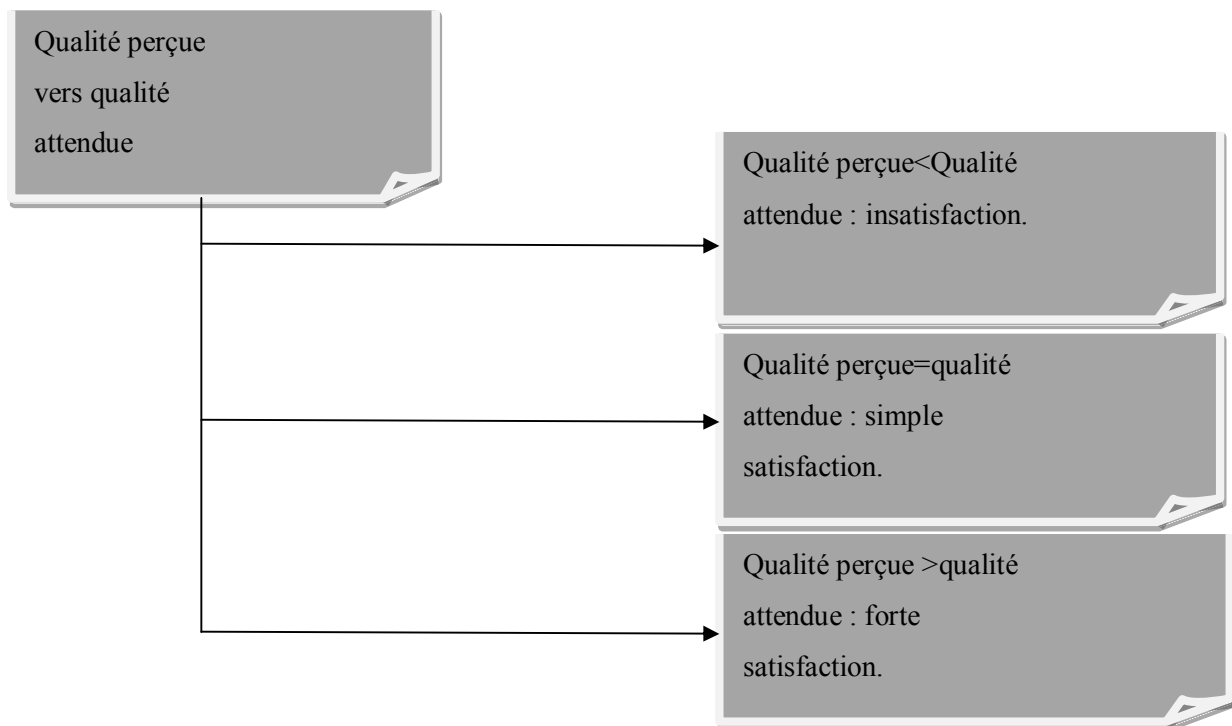 Qualité perçue
vers qualité
attendue
Qualité perçue<Qualité
attendue : insatisfaction.
Qualité perçue=qualité
attendue : simple
satisfaction.
Qualité perçue >qualité
attendue : forte
satisfaction.